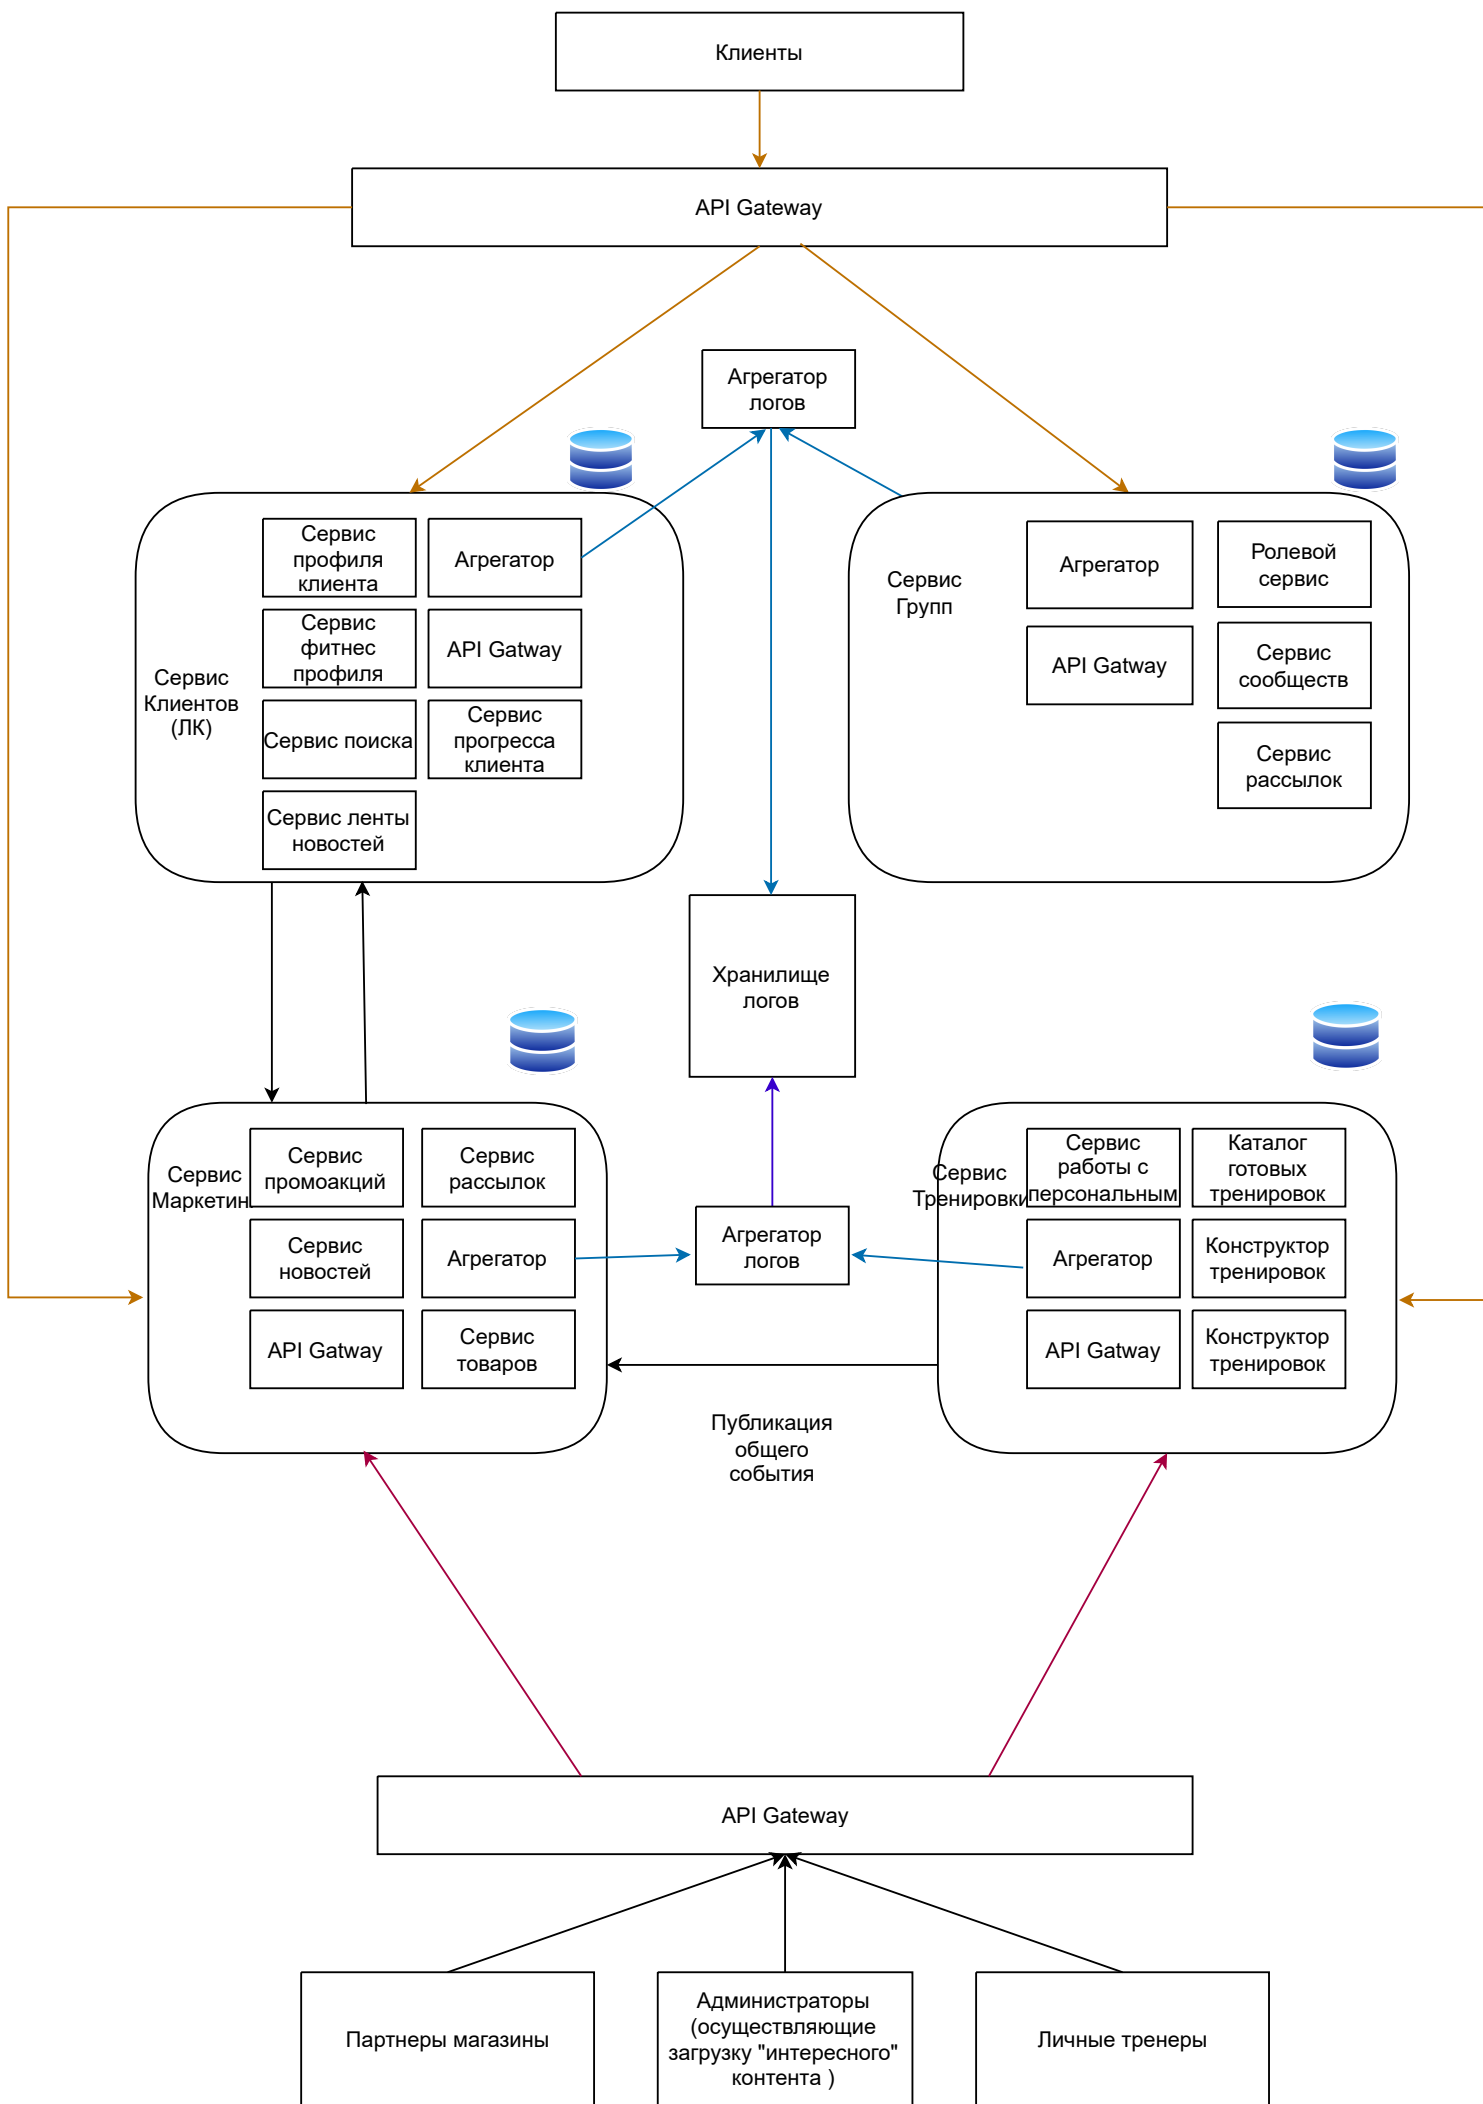 Клиенты
API Gateway
Агрегатор
логов
Сервис
Клиентов
(ЛК)
Сервис
профиля
клиента
Агрегатор
Сервис
фитнес
профиля
API Gatway
Сервис поиска
Сервис
прогресса
клиента
Сервис ленты
новостей
Сервис
Групп
Агрегатор
Ролевой
сервис
API Gatway
Сервис
сообществ
Сервис
рассылок
Хранилище
логов
Сервис
Маркетин
Сервис
промоакций
Сервис
рассылок
Сервис
новостей
Агрегатор
API Gatway
Сервис
товаров
Агрегатор
логов
Сервис
Тренировки
Сервис
работы с
персональным
Каталог
готовых
тренировок
Агрегатор
Конструктор
тренировок
API Gatway
Конструктор
тренировок
Публикация
общего
события
API Gateway
Партнеры магазины
Администраторы
(осуществляющие
загрузку "интересного"
контента )
Личные тренеры